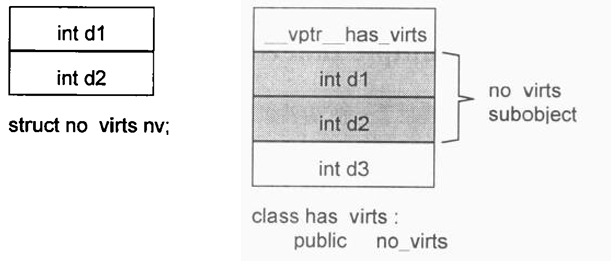 int d1
int d2
struct no virts nv;
__vptr__has_virts
int d1
int d2
int d3
no virts
subobject
class has virts :
public no_virts